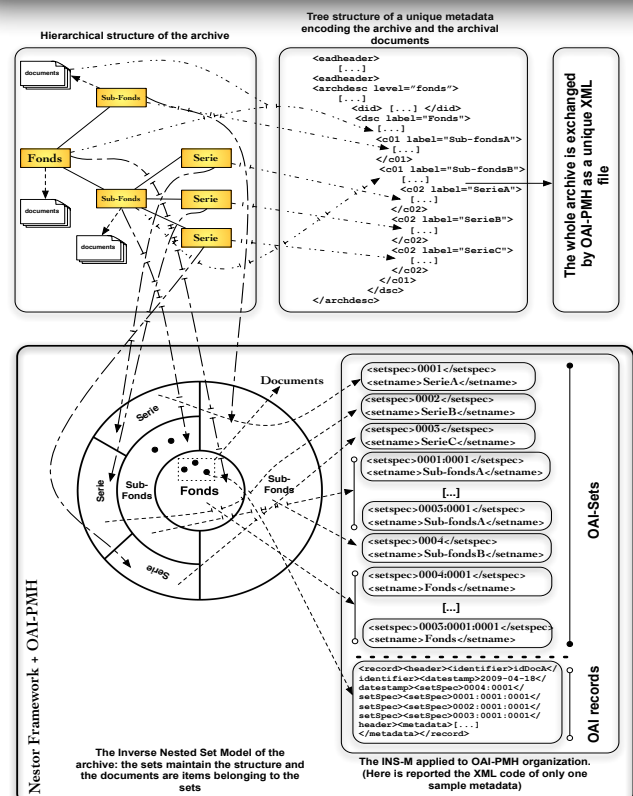 Hierarchical structure of the archive
documents
Sub-Fonds
Fonds
Serie
Sub-Fonds
Serie
documents
Serie
documents
Tree structure of a unique metadata
encoding the archive and the archival
documents
<eadheader>
[...]
<eadheader>
<archdesc level="fonds">
[...]
<did> [...] </did>
<dsc label="Fonds">
[...]
<c01 label="Sub-fondsA">
[...]
</c01>
<c01 label="Sub-fondsB">
[...]
<c02 label="SerieA">
[...]
</c02>
<c02 label="SerieB">
[...]
</c02>
<c02 label="SerieC">
[...]
</c02>
</c01>
</dsc>
</archdesc>
The whole archive is exchanged
by OAI-PMH as a unique XML
file
Nestor Framework + OAI-PMH
Documents
Serie
Serie
Sub-
Fonds
Fonds
Sub-
Fonds
Serie
The Inverse Nested Set Model of the
archive: the sets maintain the structure and
the documents are items belonging to the
sets
<setspec>0001</setspec>
<setname>SerieA</setname>
<setspec>0002</setspec>
<setname>SerieB</setname>
<setspec>0003</setspec>
<setname>SerieC</setname>
<setspec>0001:0001</setspec>
<setname>Sub-fondsA</setname>
[...]
<setspec>0003:0001</setspec>
<setname>Sub-fondsA</setname>
<setspec>0004</setspec>
<setname>Sub-fondsB</setname>
<setspec>0004:0001</setspec>
<setname>Fonds</setname>
[...]
<setspec>0003:0001:0001</setspec>
<setname>Fonds</setname>
OAI-Sets
<record><header><identifier>idDocA</
identifier><datestamp>2009-04-18</
datestamp><setSpec>0004:0001</
setSpec><setSpec>0001:0001:0001</
setSpec><setSpec>0002:0001:0001</
setSpec><setSpec>0003:0001:0001</
header><metadata>[...]
</metadata></record>
OAI records
The INS-M applied to OAI-PMH organization.
(Here is reported the XML code of only one
sample metadata)